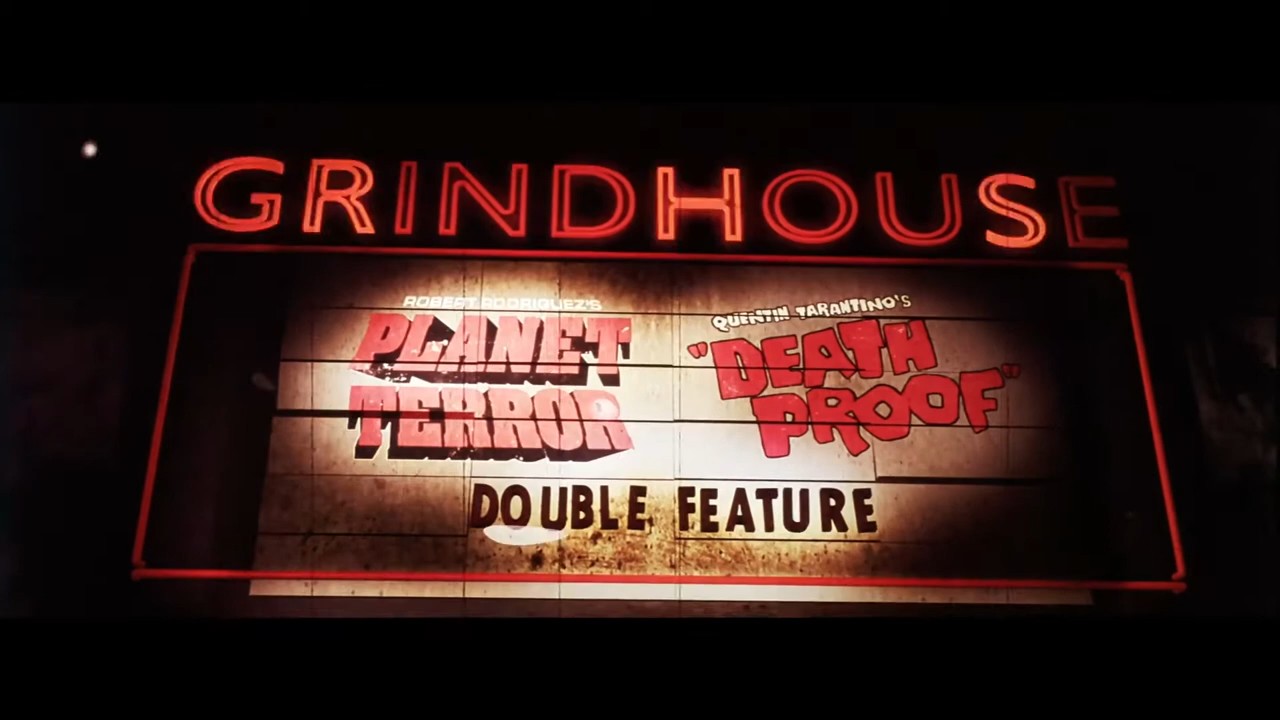 GRINDHOUSE
ROBERT RODRIGUEZ'S
PLANET
TERROR
QUENTIN TARANTINO'S
"DEATH
PROOF"
DOUBLE FEATURE